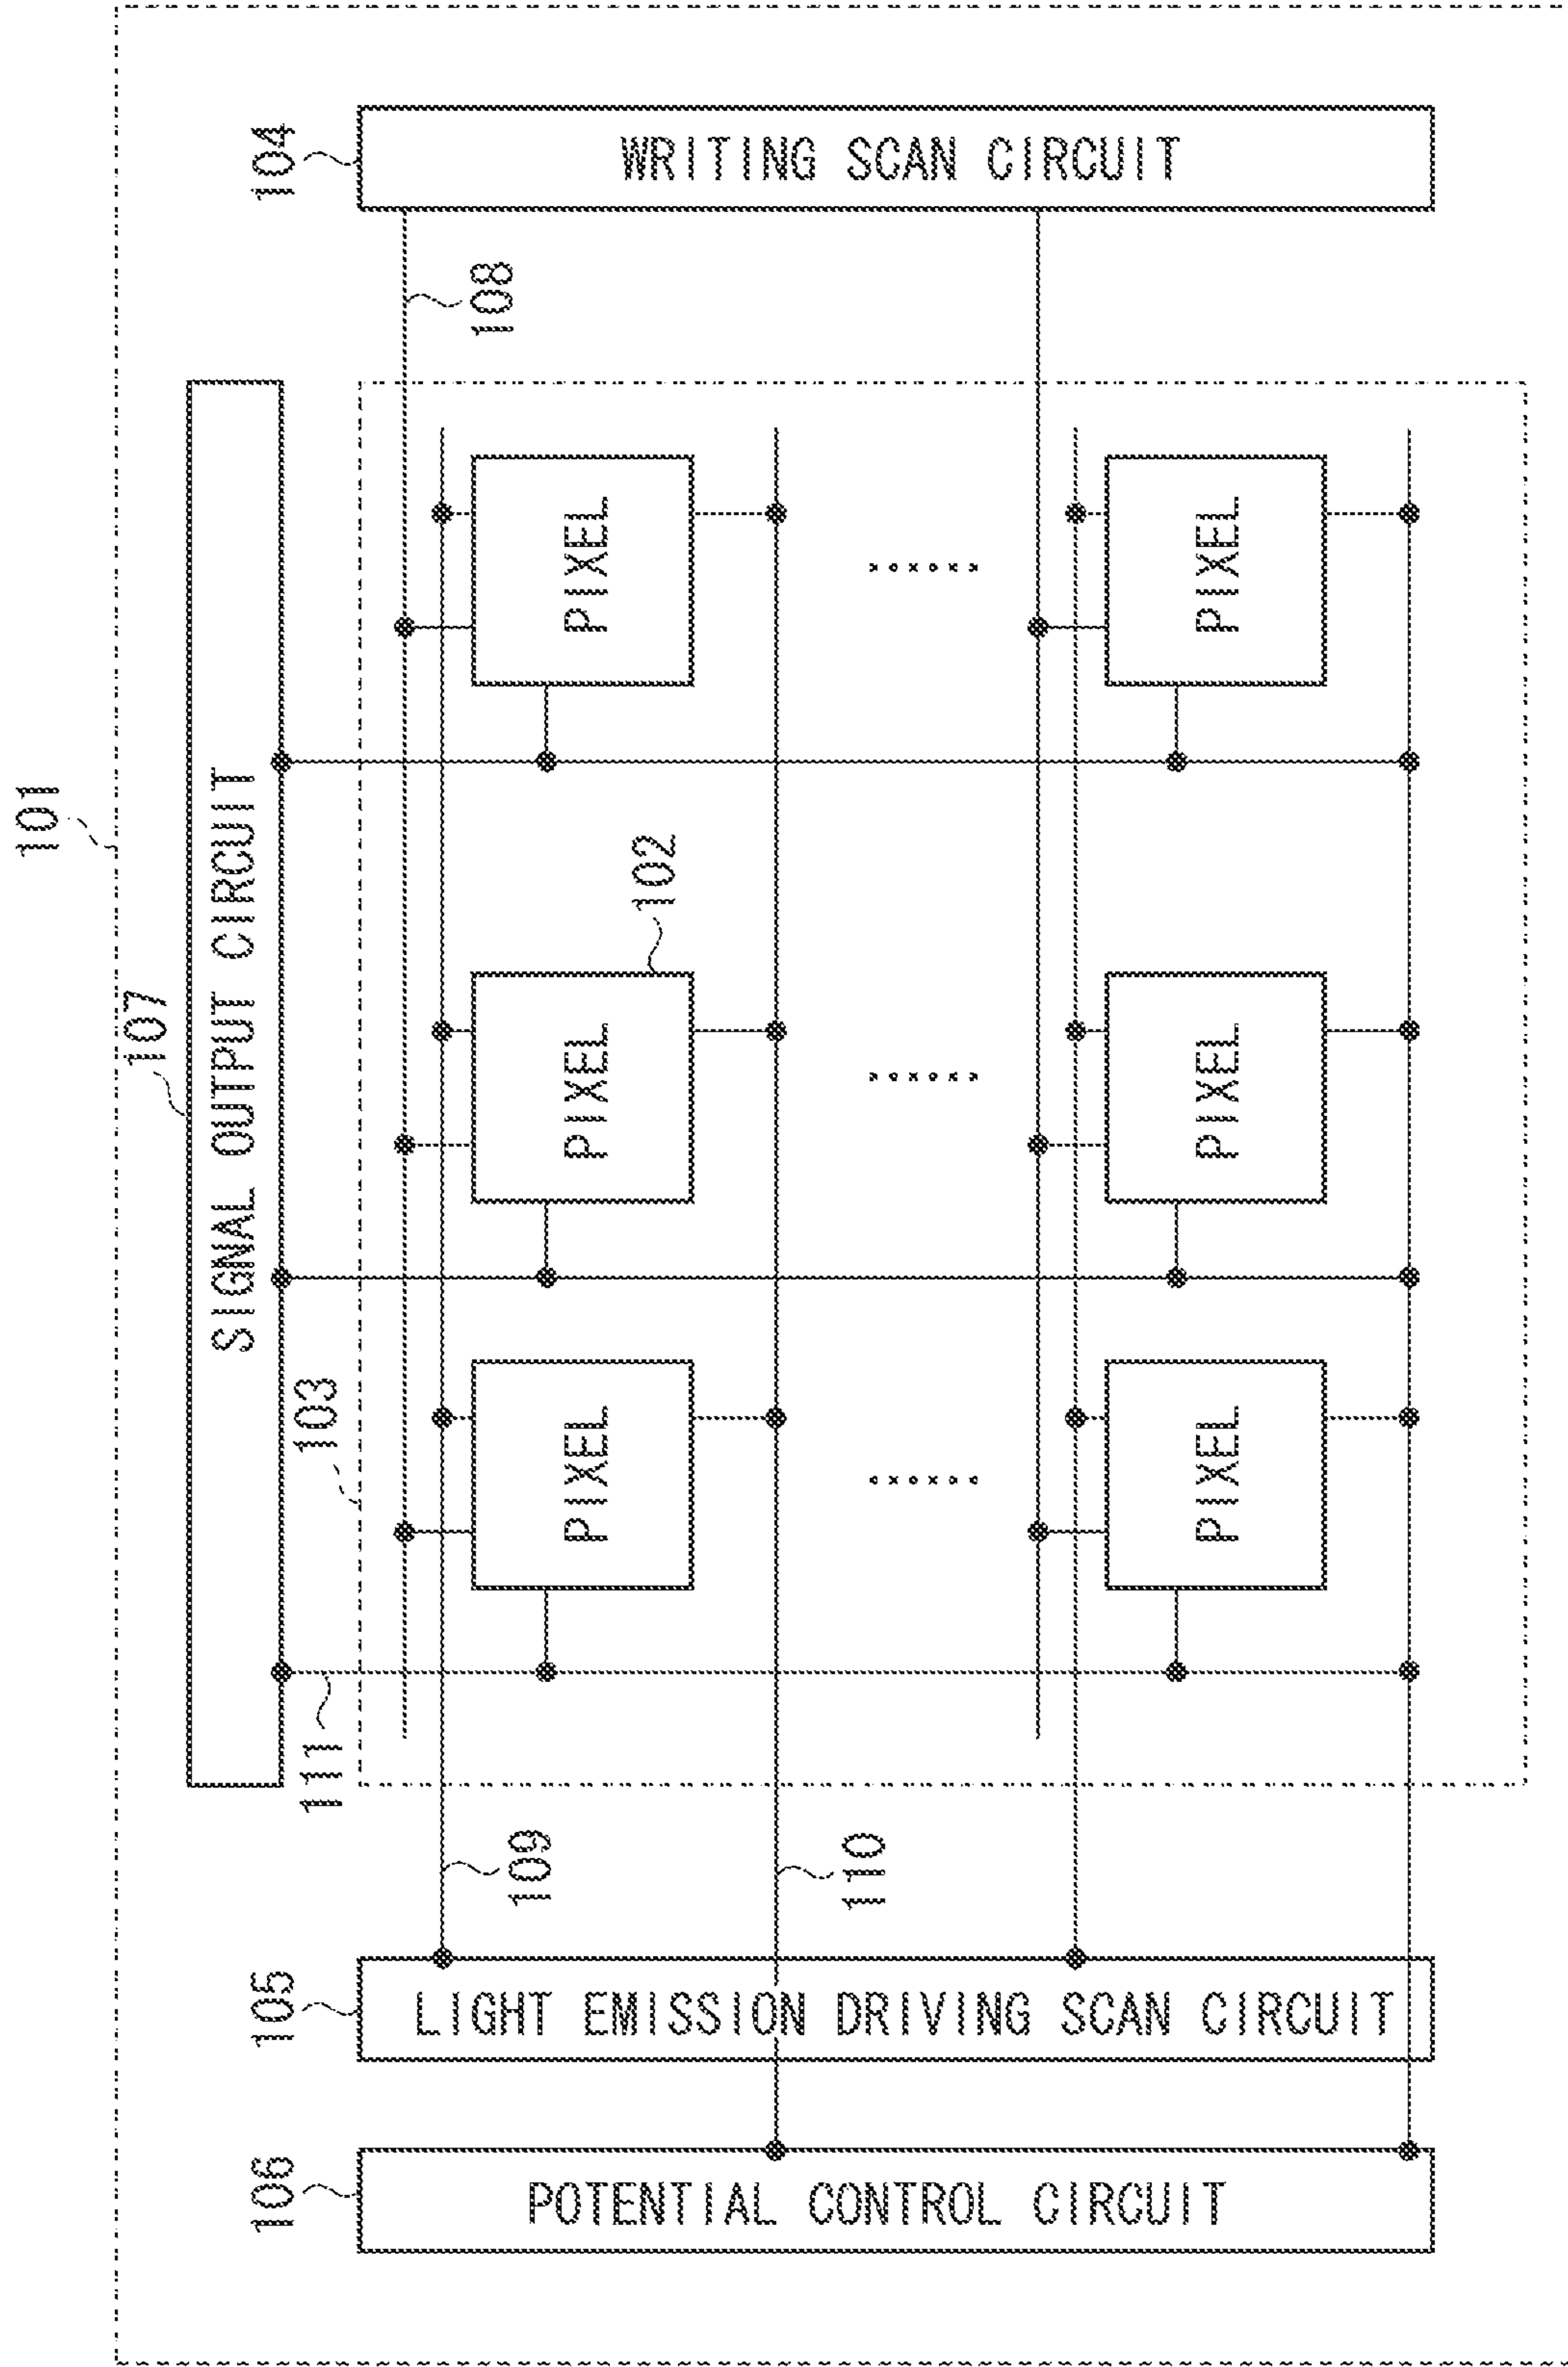 101
107
SIGNAL OUTPUT CIRCUIT
106
POTENTIAL CONTROL CIRCUIT
105
LIGHT EMISSION DRIVING SCAN CIRCUIT
104
WRITING SCAN CIRCUIT
111
103
108
109
110
PIXEL
PIXEL
102
PIXEL
PIXEL
PIXEL
PIXEL